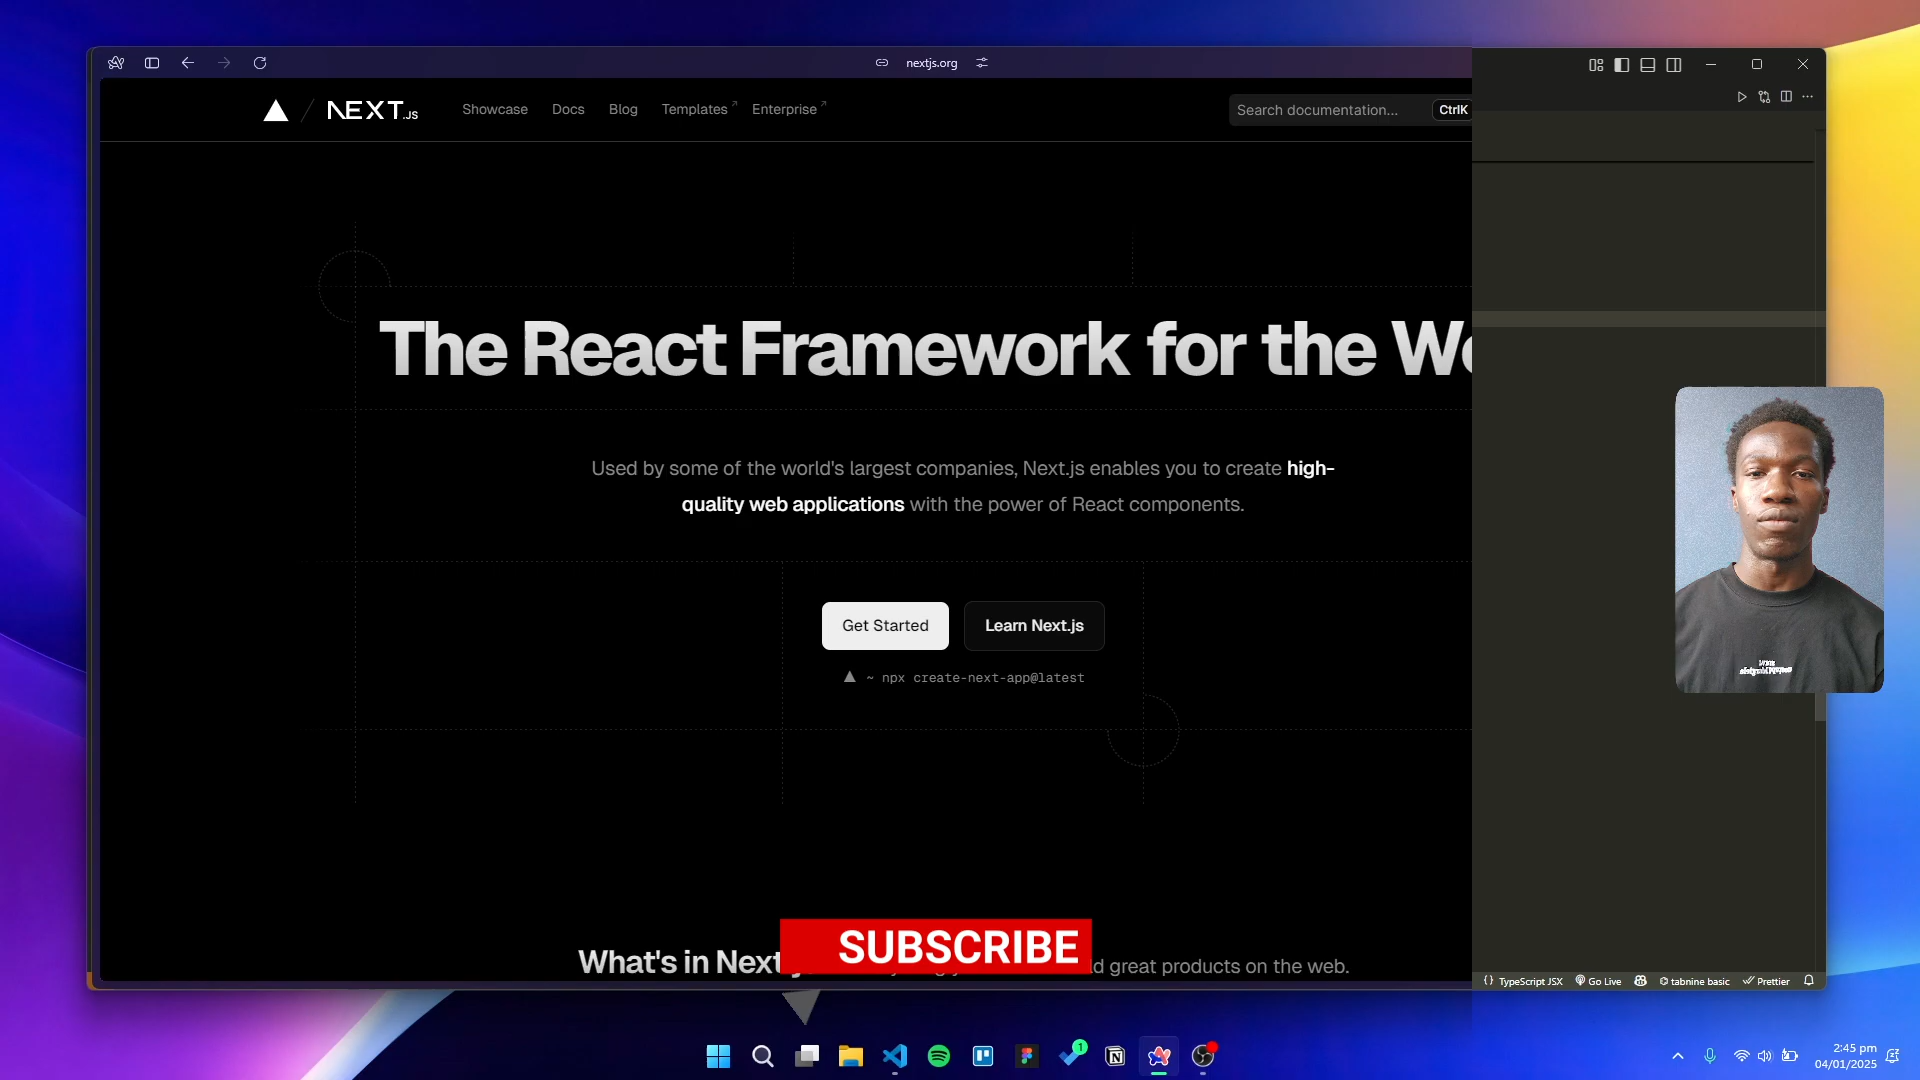 nextjs.org
NEXT.JS
Showcase
Docs
Blog
Templates
Enterprise
Search documentation...
CtrlK
The React Framework for the We
Used by some of the world's largest companies, Next.js enables you to create high-
quality web applications with the power of React components.
Get Started
Learn Next.js
~ npx create-next-app@latest
What's in Next
d great products on the web.
SUBSCRIBE
TypeScript JSX
Go Live
tabnine basic
Prettier
1
2:45 pm
04/01/2025